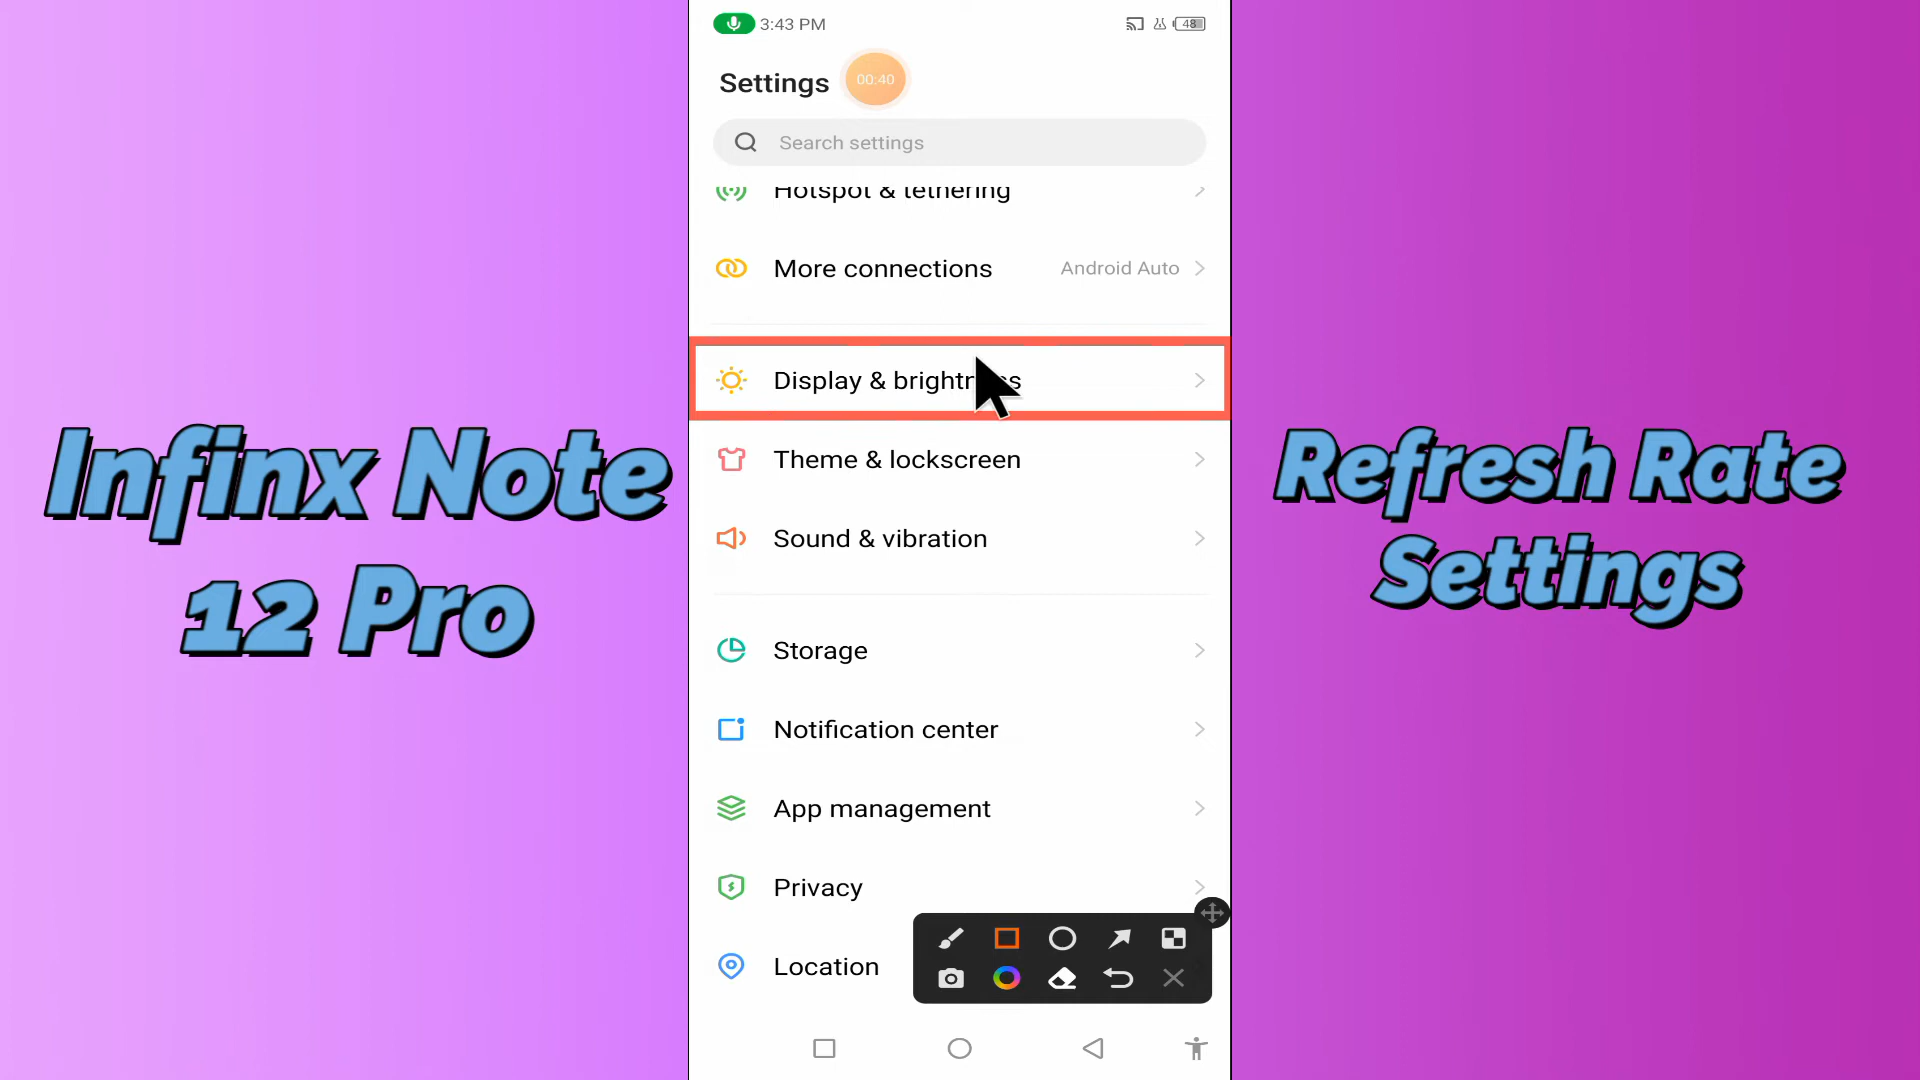 3:43 PM
48
Settings
00:40
Search settings
Hotspot & tethering
More connections
Android Auto
Display & brightness
Theme & lockscreen
Sound & vibration
Storage
Notification center
App management
Privacy
Location
Infinx Note
12 Pro
Refresh Rate
Settings